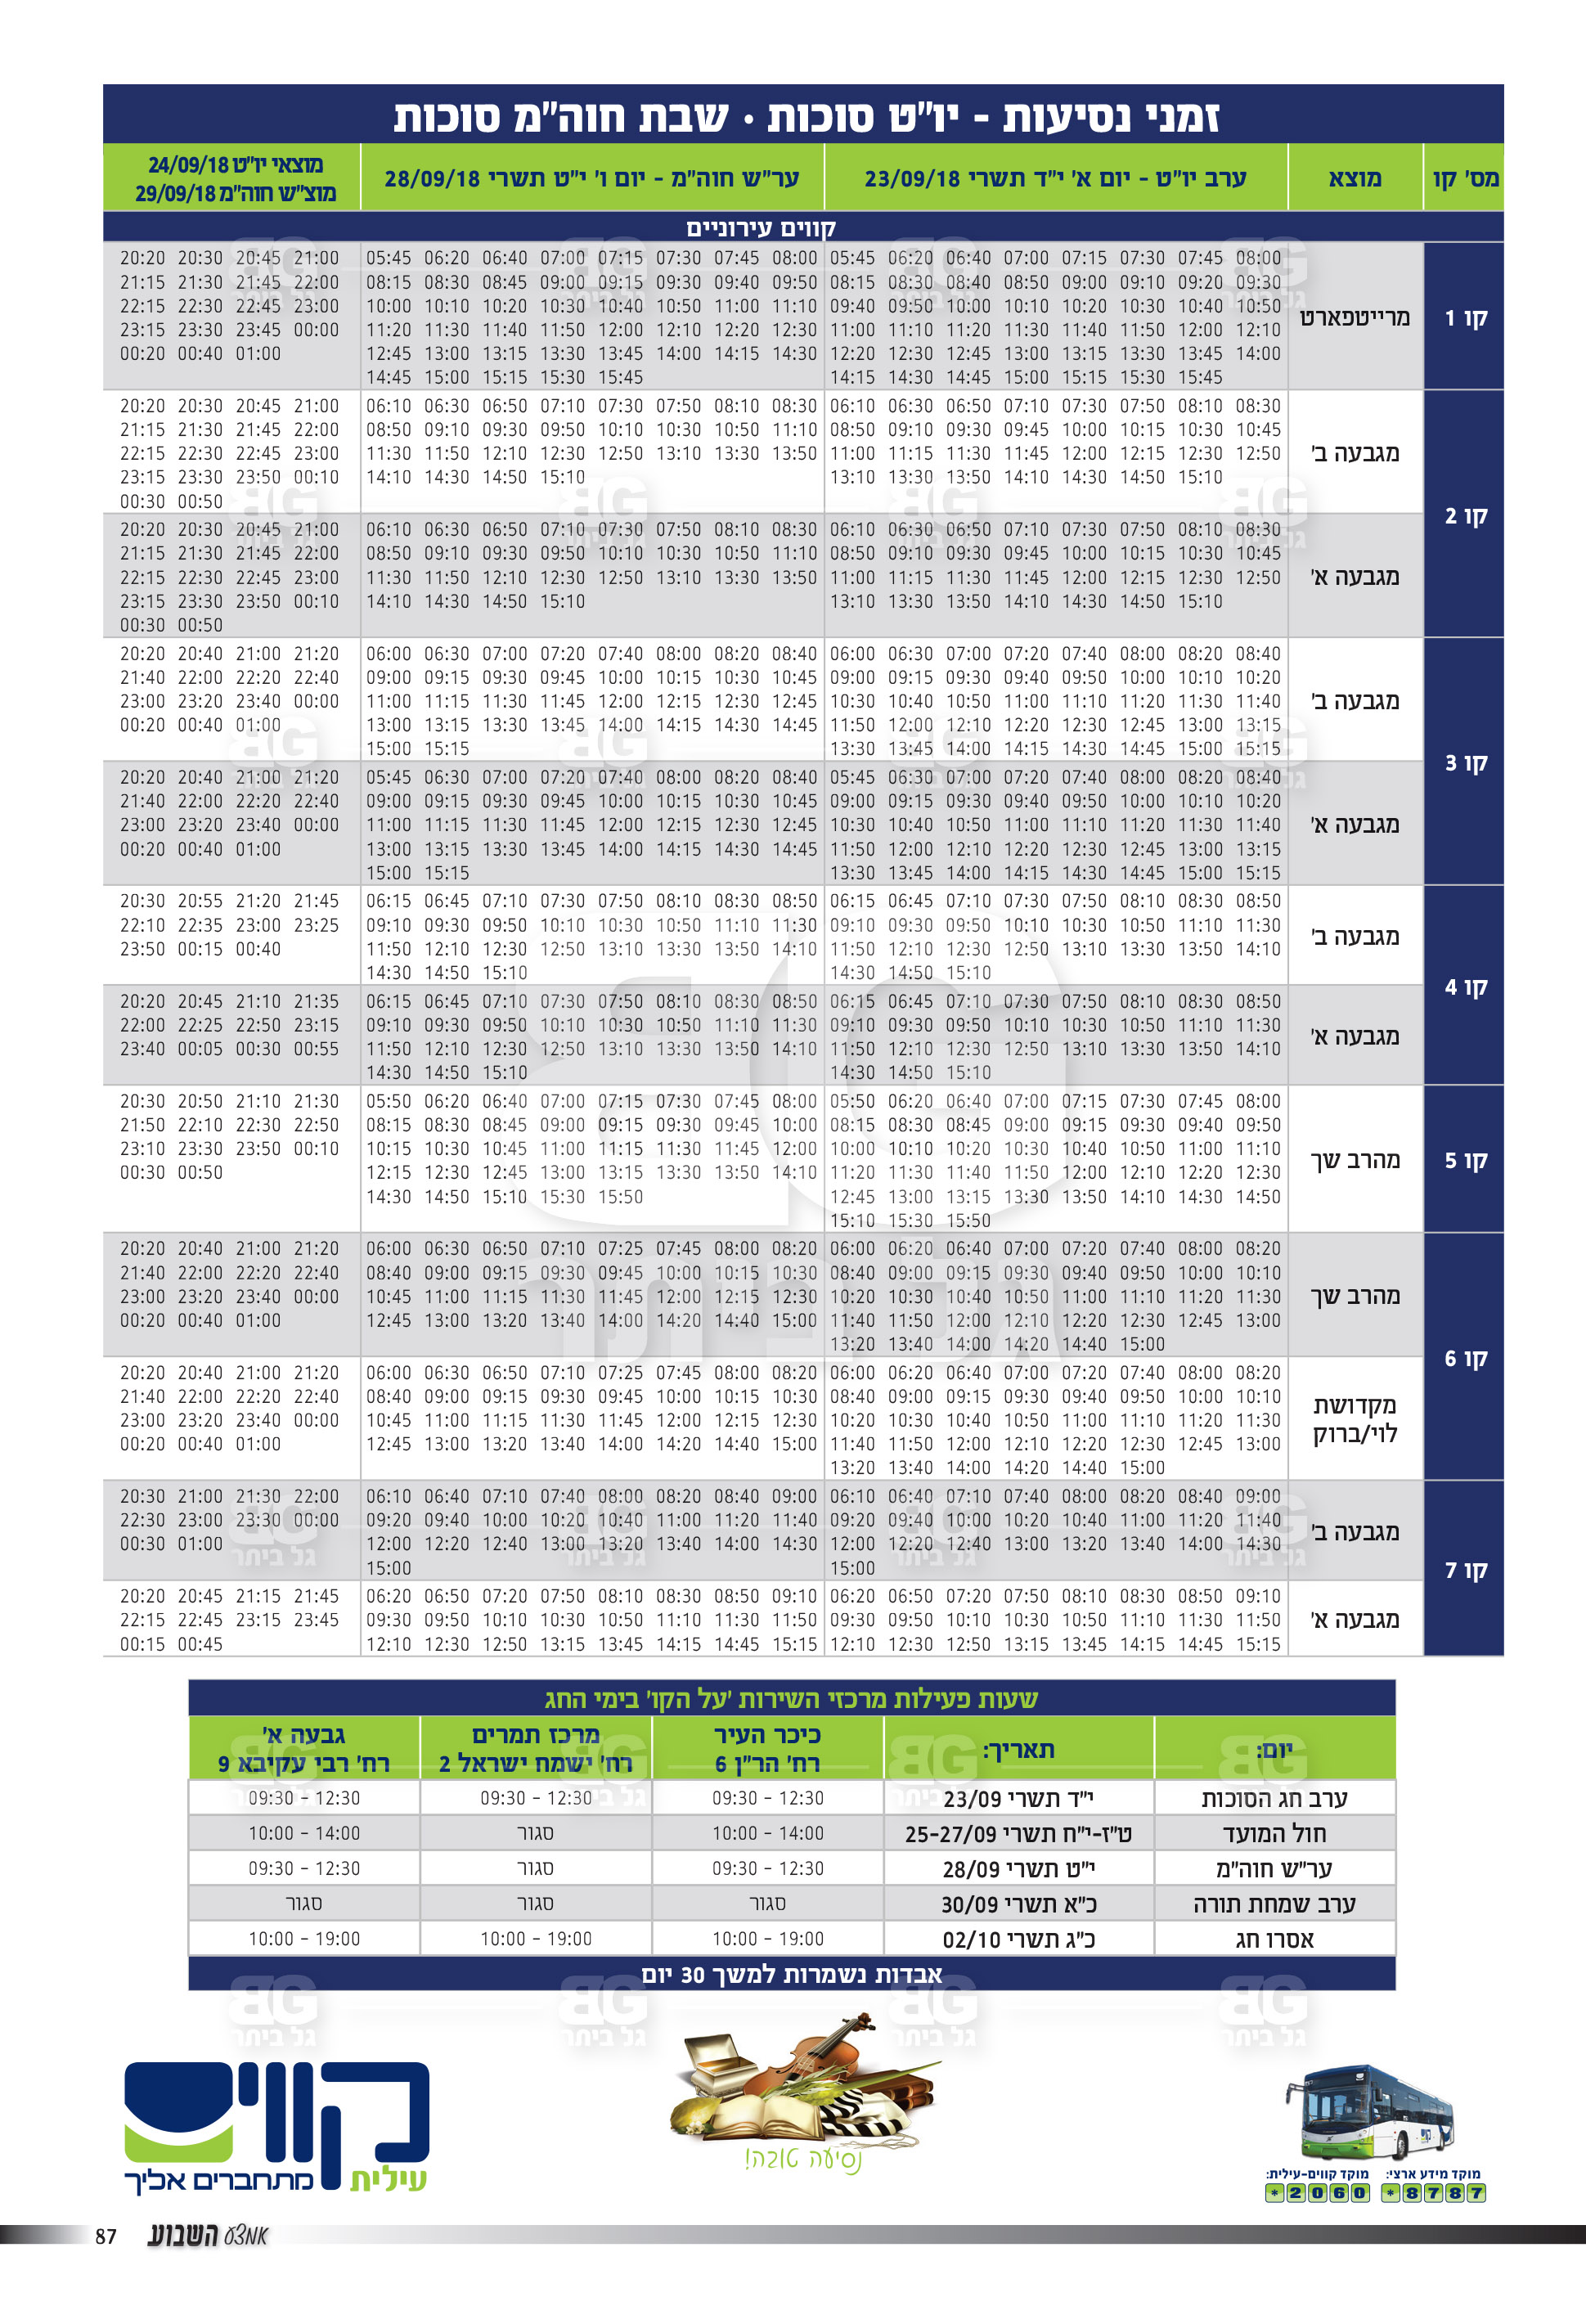 זמני נסיעות - יו"ט סוכות • שבת חוה"מ סוכות
מס' קו מוצא ערב יו"ט - יום א' י"ד תשרי 23/09/18 ער"ש חוה"מ - יום ו' י"ט תשרי 28/09/18 מוצאי יו"ט 24/09/18
מוצ"ש חוה"מ 29/09/18
קווים עירוניים
קו 1
מרייטפארט
05:45 06:20 06:40 07:00 07:15 07:30 07:45 08:00
08:15 08:30 08:40 08:50 09:00 09:10 09:20 09:30
09:40 09:50 10:00 10:10 10:20 10:30 10:40 10:50
11:00 11:10 11:20 11:30 11:40 11:50 12:00 12:10
12:20 12:30 12:45 13:00 13:15 13:30 13:45 14:00
14:15 14:30 14:45 15:00 15:15 15:30 15:45
05:45 06:20 06:40 07:00 07:15 07:30 07:45 08:00
08:15 08:30 08:45 09:00 09:15 09:30 09:40 09:50
10:00 10:10 10:20 10:30 10:40 10:50 11:00 11:10
11:20 11:30 11:40 11:50 12:00 12:10 12:20 12:30
12:45 13:00 13:15 13:30 13:45 14:00 14:15 14:30
14:45 15:00 15:15 15:30 15:45
20:20 20:30 20:45 21:00
21:15 21:30 21:45 22:00
22:15 22:30 22:45 23:00
23:15 23:30 23:45 00:00
00:20 00:40 01:00
קו 2
מגבעה ב'
06:10 06:30 06:50 07:10 07:30 07:50 08:10 08:30
08:50 09:10 09:30 09:45 10:00 10:15 10:30 10:45
11:00 11:15 11:30 11:45 12:00 12:15 12:30 12:50
13:10 13:30 13:50 14:10 14:30 14:50 15:10
06:10 06:30 06:50 07:10 07:30 07:50 08:10 08:30
08:50 09:10 09:30 09:50 10:10 10:30 10:50 11:10
11:30 11:50 12:10 12:30 12:50 13:10 13:30 13:50
14:10 14:30 14:50 15:10
20:20 20:30 20:45 21:00
21:15 21:30 21:45 22:00
22:15 22:30 22:45 23:00
23:15 23:30 23:50 00:10
00:30 00:50
מגבעה א'
06:10 06:30 06:50 07:10 07:30 07:50 08:10 08:30
08:50 09:10 09:30 09:45 10:00 10:15 10:30 10:45
11:00 11:15 11:30 11:45 12:00 12:15 12:30 12:50
13:10 13:30 13:50 14:10 14:30 14:50 15:10
06:10 06:30 06:50 07:10 07:30 07:50 08:10 08:30
08:50 09:10 09:30 09:50 10:10 10:30 10:50 11:10
11:30 11:50 12:10 12:30 12:50 13:10 13:30 13:50
14:10 14:30 14:50 15:10
20:20 20:30 20:45 21:00
21:15 21:30 21:45 22:00
22:15 22:30 22:45 23:00
23:15 23:30 23:50 00:10
00:30 00:50
קו 3
מגבעה ב'
06:00 06:30 07:00 07:20 07:40 08:00 08:20 08:40
09:00 09:15 09:30 09:40 09:50 10:00 10:10 10:20
10:30 10:40 10:50 11:00 11:10 11:20 11:30 11:40
11:50 12:00 12:10 12:20 12:30 12:45 13:00 13:15
13:30 13:45 14:00 14:15 14:30 14:45 15:00 15:15
06:00 06:30 07:00 07:20 07:40 08:00 08:20 08:40
09:00 09:15 09:30 09:45 10:00 10:15 10:30 10:45
11:00 11:15 11:30 11:45 12:00 12:15 12:30 12:45
13:00 13:15 13:30 13:45 14:00 14:15 14:30 14:45
15:00 15:15
20:20 20:40 21:00 21:20
21:40 22:00 22:20 22:40
23:00 23:20 23:40 00:00
00:20 00:40 01:00
מגבעה א'
05:45 06:30 07:00 07:20 07:40 08:00 08:20 08:40
09:00 09:15 09:30 09:40 09:50 10:00 10:10 10:20
10:30 10:40 10:50 11:00 11:10 11:20 11:30 11:40
11:50 12:00 12:10 12:20 12:30 12:45 13:00 13:15
13:30 13:45 14:00 14:15 14:30 14:45 15:00 15:15
05:45 06:30 07:00 07:20 07:40 08:00 08:20 08:40
09:00 09:15 09:30 09:45 10:00 10:15 10:30 10:45
11:00 11:15 11:30 11:45 12:00 12:15 12:30 12:45
13:00 13:15 13:30 13:45 14:00 14:15 14:30 14:45
15:00 15:15
20:20 20:40 21:00 21:20
21:40 22:00 22:20 22:40
23:00 23:20 23:40 00:00
00:20 00:40 01:00
קו 4
מגבעה ב'
06:15 06:45 07:10 07:30 07:50 08:10 08:30 08:50
09:10 09:30 09:50 10:10 10:30 10:50 11:10 11:30
11:50 12:10 12:30 12:50 13:10 13:30 13:50 14:10
14:30 14:50 15:10
06:15 06:45 07:10 07:30 07:50 08:10 08:30 08:50
09:10 09:30 09:50 10:10 10:30 10:50 11:10 11:30
11:50 12:10 12:30 12:50 13:10 13:30 13:50 14:10
14:30 14:50 15:10
20:30 20:55 21:20 21:45
22:10 22:35 23:00 23:25
23:50 00:15 00:40
מגבעה א'
06:15 06:45 07:10 07:30 07:50 08:10 08:30 08:50
09:10 09:30 09:50 10:10 10:30 10:50 11:10 11:30
11:50 12:10 12:30 12:50 13:10 13:30 13:50 14:10
14:30 14:50 15:10
06:15 06:45 07:10 07:30 07:50 08:10 08:30 08:50
09:10 09:30 09:50 10:10 10:30 10:50 11:10 11:30
11:50 12:10 12:30 12:50 13:10 13:30 13:50 14:10
14:30 14:50 15:10
20:20 20:45 21:10 21:35
22:00 22:25 22:50 23:15
23:40 00:05 00:30 00:55
קו 5
מהרב שך
05:50 06:20 06:40 07:00 07:15 07:30 07:45 08:00
08:15 08:30 08:45 09:00 09:15 09:30 09:40 09:50
10:00 10:10 10:20 10:30 10:40 10:50 11:00 11:10
11:20 11:30 11:40 11:50 12:00 12:10 12:20 12:30
12:45 13:00 13:15 13:30 13:50 14:10 14:30 14:50
15:10 15:30 15:50
05:50 06:20 06:40 07:00 07:15 07:30 07:45 08:00
08:15 08:30 08:45 09:00 09:15 09:30 09:45 10:00
10:15 10:30 10:45 11:00 11:15 11:30 11:45 12:00
12:15 12:30 12:45 13:00 13:15 13:30 13:50 14:10
14:30 14:50 15:10 15:30 15:50
20:30 20:50 21:10 21:30
21:50 22:10 22:30 22:50
23:10 23:30 23:50 00:10
00:30 00:50
קו 6
מהרב שך
06:00 06:20 06:40 07:00 07:20 07:40 08:00 08:20
08:40 09:00 09:15 09:30 09:40 09:50 10:00 10:10
10:20 10:30 10:40 10:50 11:00 11:10 11:20 11:30
11:40 11:50 12:00 12:10 12:20 12:30 12:45 13:00
13:20 13:40 14:00 14:20 14:40 15:00
06:00 06:30 06:50 07:10 07:25 07:45 08:00 08:20
08:40 09:00 09:15 09:30 09:45 10:00 10:15 10:30
10:45 11:00 11:15 11:30 11:45 12:00 12:15 12:30
12:45 13:00 13:20 13:40 14:00 14:20 14:40 15:00
20:20 20:40 21:00 21:20
21:40 22:00 22:20 22:40
23:00 23:20 23:40 00:00
00:20 00:40 01:00
מקדושת
לוי/ברוק
06:00 06:20 06:40 07:00 07:20 07:40 08:00 08:20
08:40 09:00 09:15 09:30 09:40 09:50 10:00 10:10
10:20 10:30 10:40 10:50 11:00 11:10 11:20 11:30
11:40 11:50 12:00 12:10 12:20 12:30 12:45 13:00
13:20 13:40 14:00 14:20 14:40 15:00
06:00 06:30 06:50 07:10 07:25 07:45 08:00 08:20
08:40 09:00 09:15 09:30 09:45 10:00 10:15 10:30
10:45 11:00 11:15 11:30 11:45 12:00 12:15 12:30
12:45 13:00 13:20 13:40 14:00 14:20 14:40 15:00
20:20 20:40 21:00 21:20
21:40 22:00 22:20 22:40
23:00 23:20 23:40 00:00
00:20 00:40 01:00
קו 7
מגבעה ב'
06:10 06:40 07:10 07:40 08:00 08:20 08:40 09:00
09:20 09:40 10:00 10:20 10:40 11:00 11:20 11:40
12:00 12:20 12:40 13:00 13:20 13:40 14:00 14:30
15:00
06:10 06:40 07:10 07:40 08:00 08:20 08:40 09:00
09:20 09:40 10:00 10:20 10:40 11:00 11:20 11:40
12:00 12:20 12:40 13:00 13:20 13:40 14:00 14:30
15:00
20:30 21:00 21:30 22:00
22:30 23:00 23:30 00:00
00:30 01:00
מגבעה א'
06:20 06:50 07:20 07:50 08:10 08:30 08:50 09:10
09:30 09:50 10:10 10:30 10:50 11:10 11:30 11:50
12:10 12:30 12:50 13:15 13:45 14:15 14:45 15:15
06:20 06:50 07:20 07:50 08:10 08:30 08:50 09:10
09:30 09:50 10:10 10:30 10:50 11:10 11:30 11:50
12:10 12:30 12:50 13:15 13:45 14:15 14:45 15:15
20:20 20:45 21:15 21:45
22:15 22:45 23:15 23:45
00:15 00:45
שעות פעילות מרכזי השירות 'על הקו' בימי החג
יום: תאריך: כיכר העיר מרכז תמרים גבעה א'
רח' הר"ן 6 רח' ישמח ישראל 2 רח' רבי עקיבא 9
ערב חג הסוכות י"ד תשרי 23/09 09:30 - 12:30 09:30 - 12:30 09:30 - 12:30
חול המועד ט"ז-י"ח תשרי 25-27/09 10:00 - 14:00 סגור 10:00 - 14:00
ער"ש חוה"מ י"ט תשרי 28/09 09:30 - 12:30 סגור 09:30 - 12:30
ערב שמחת תורה כ"א תשרי 30/09 סגור סגור סגור
אסרו חג כ"ג תשרי 02/10 10:00 - 19:00 10:00 - 19:00 10:00 - 19:00
אבדות נשמרות למשך 30 יום
BG גל ביתר
נסיעה טובה!
קווים
עילית מתחברים אליך
מוקד מידע ארצי: מוקד קווים-עילית:
*8787 *2060
אמצע השבוע 87